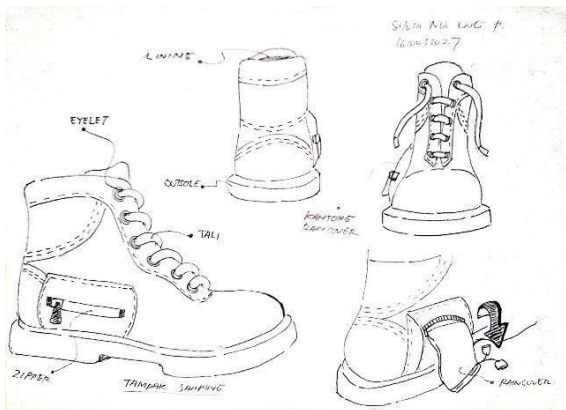 LINING
EYELET
OUTSOLE
KANTONG
RAINCOVER
TALI
ZIPPER
TAMPAK SAMPING
RAINCOVER